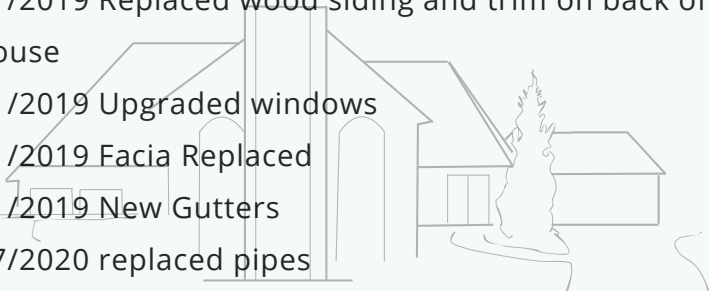 /2019 Replaced wood siding and trim on back of
ouse
/2019 Upgraded windows
/2019 Facia Replaced
/2019 New Gutters
7/2020 replaced pipes